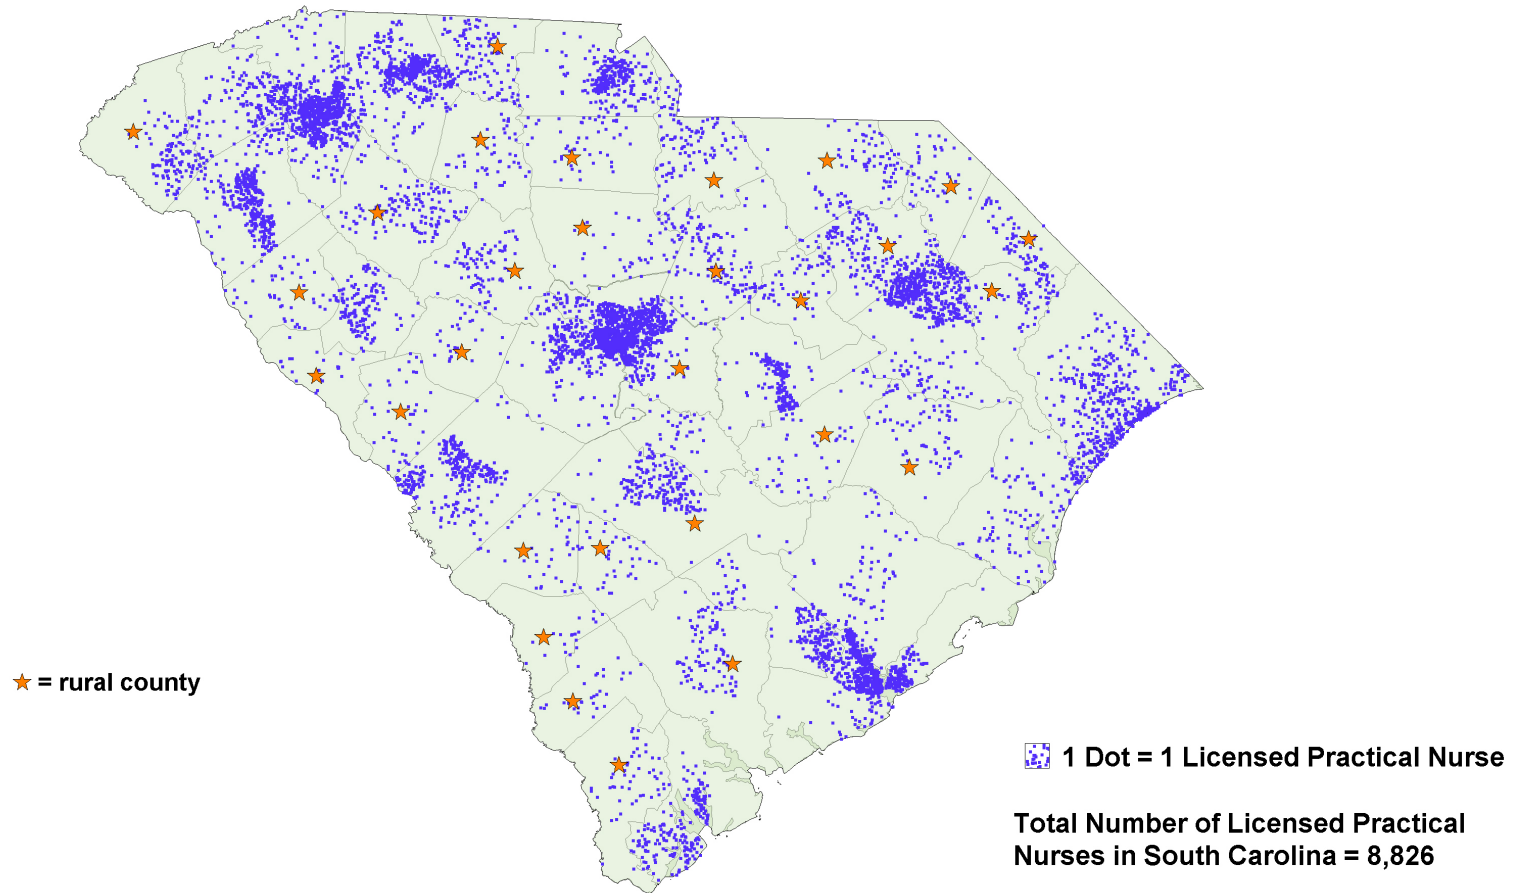 = rural county
1 Dot = 1 Licensed Practical Nurse
Total Number of Licensed Practical
Nurses in South Carolina = 8,826